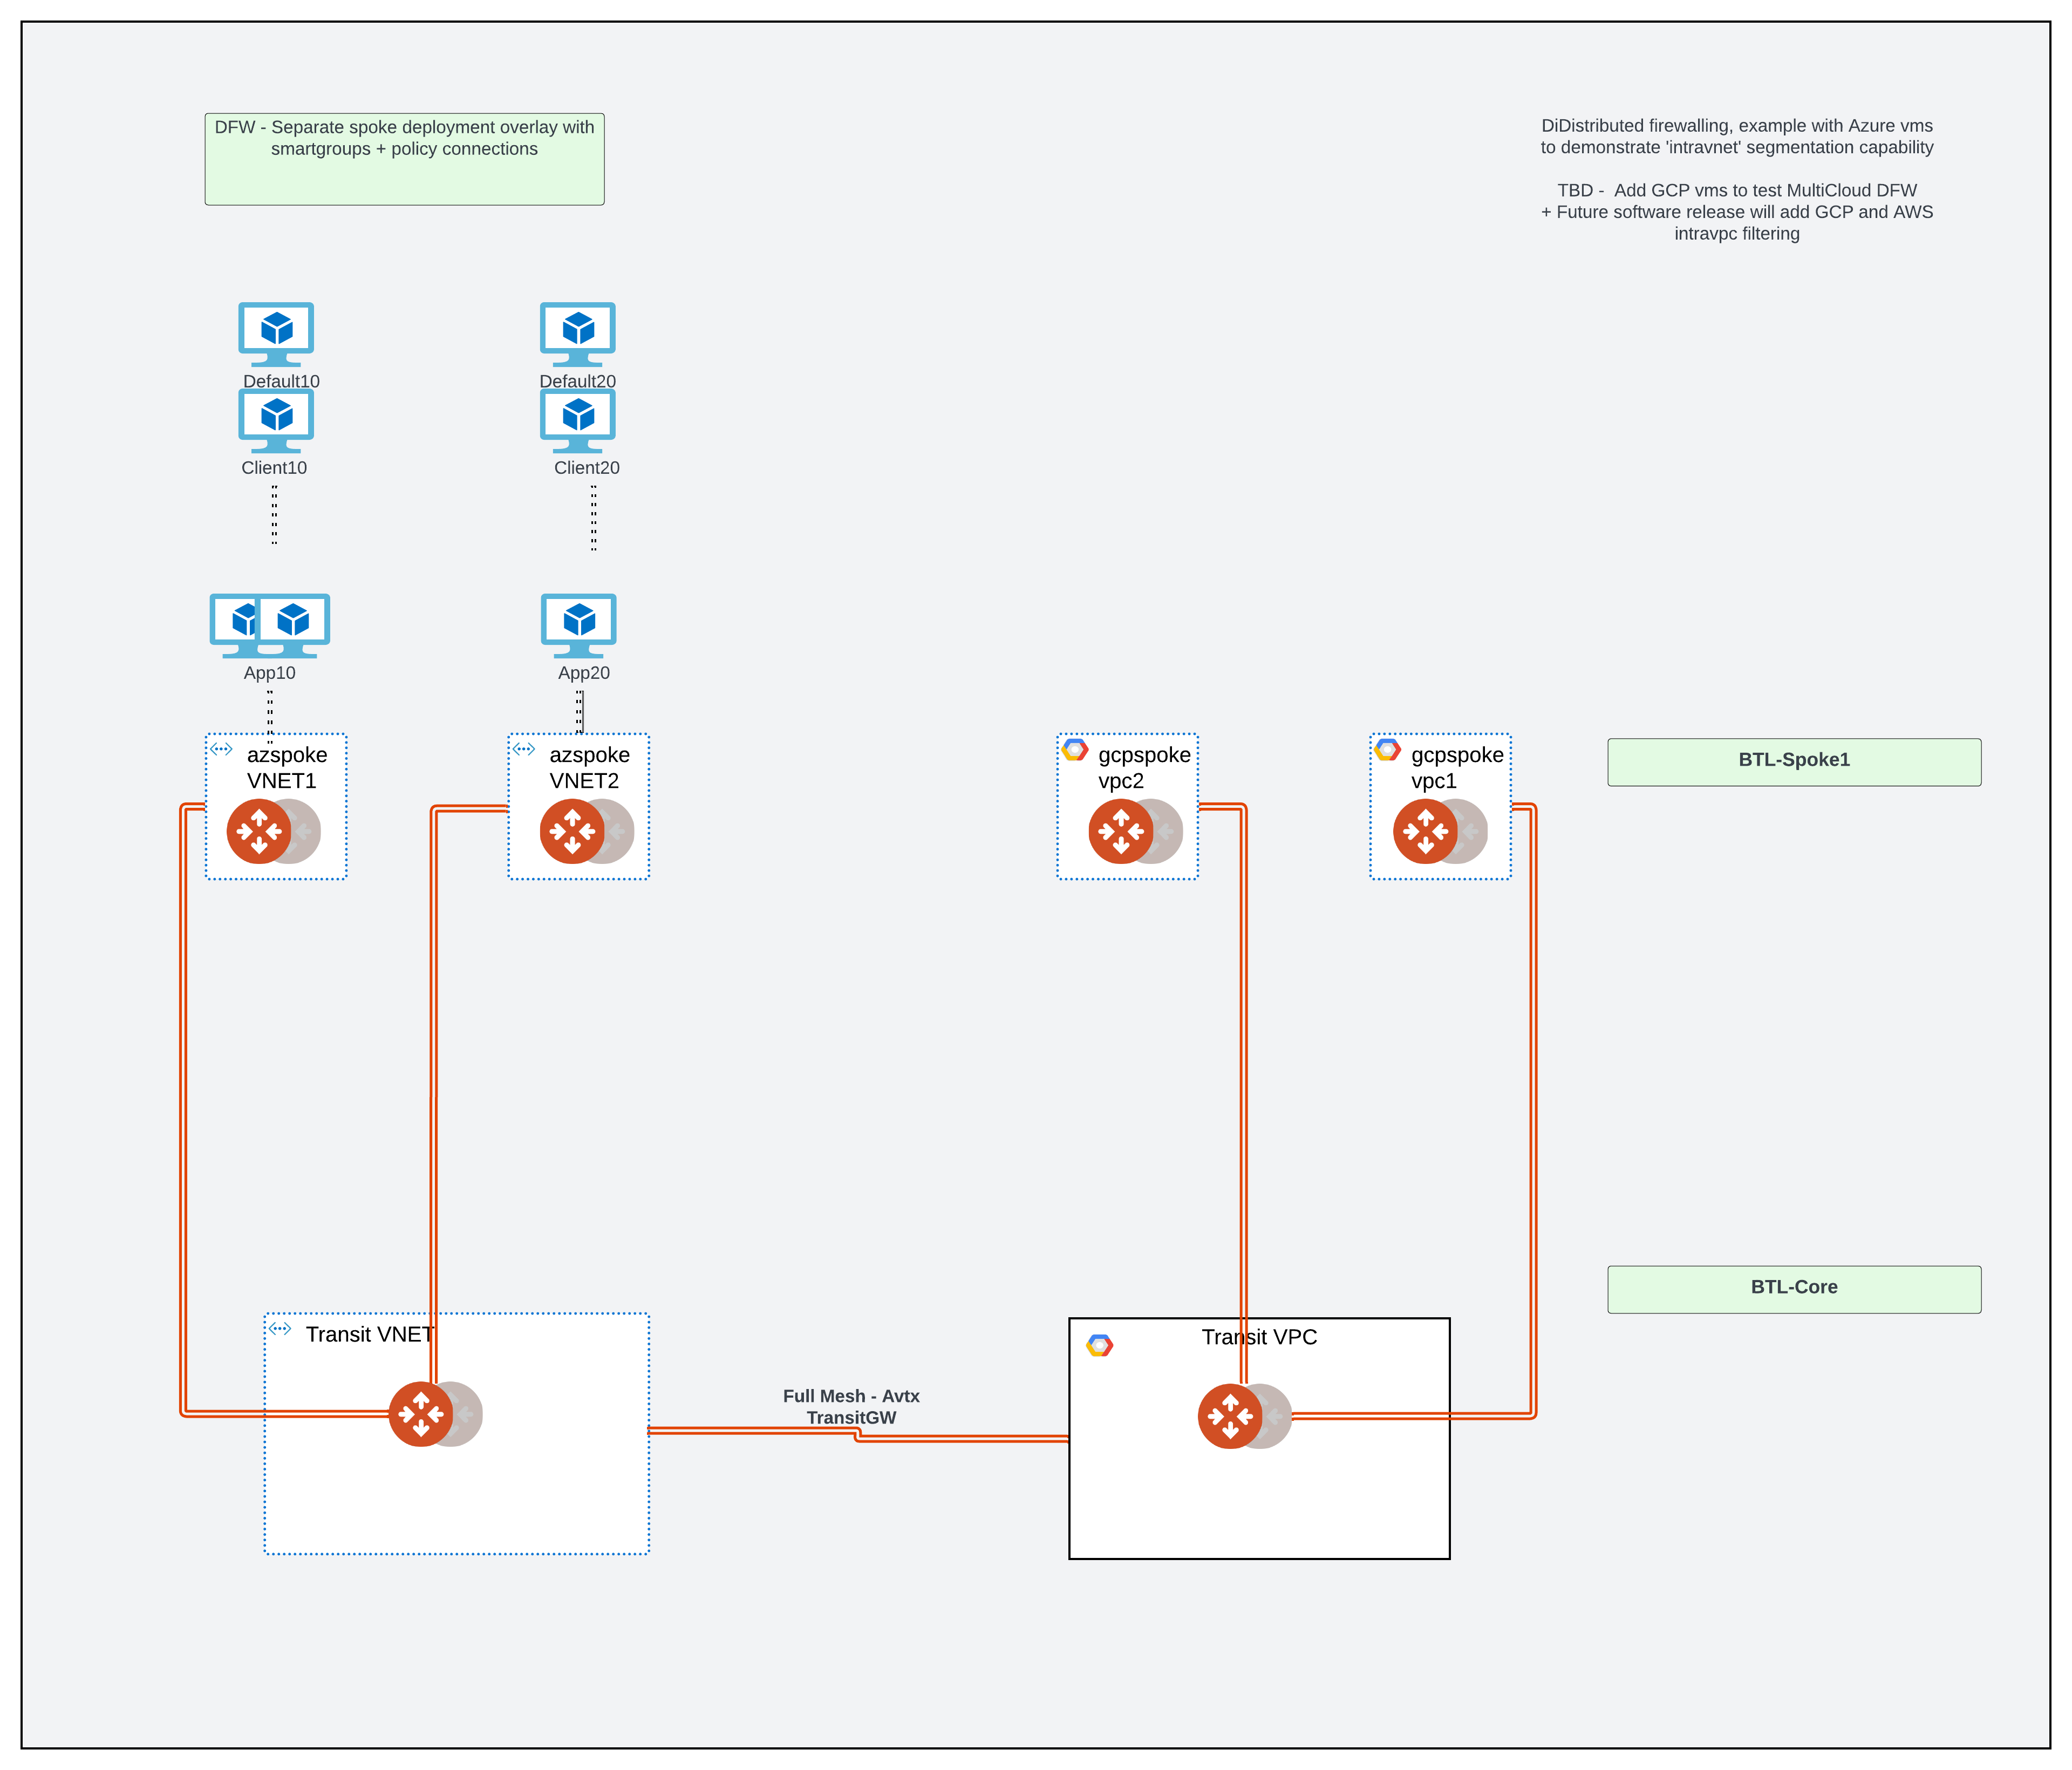 DFW - Separate spoke deployment overlay with
smartgroups + policy connections
DiDistributed firewalling, example with Azure vms
to demonstrate 'intravnet' segmentation capability
TBD -  Add GCP vms to test MultiCloud DFW
+ Future software release will add GCP and AWS
intravpc filtering
Default10
Default20
Client10
Client20
App10
App20
azspoke
VNET1
azspoke
VNET2
gcpspoke
vpc2
gcpspoke
vpc1
BTL-Spoke1
BTL-Core
Transit VNET
Transit VPC
Full Mesh - Avtx
TransitGW